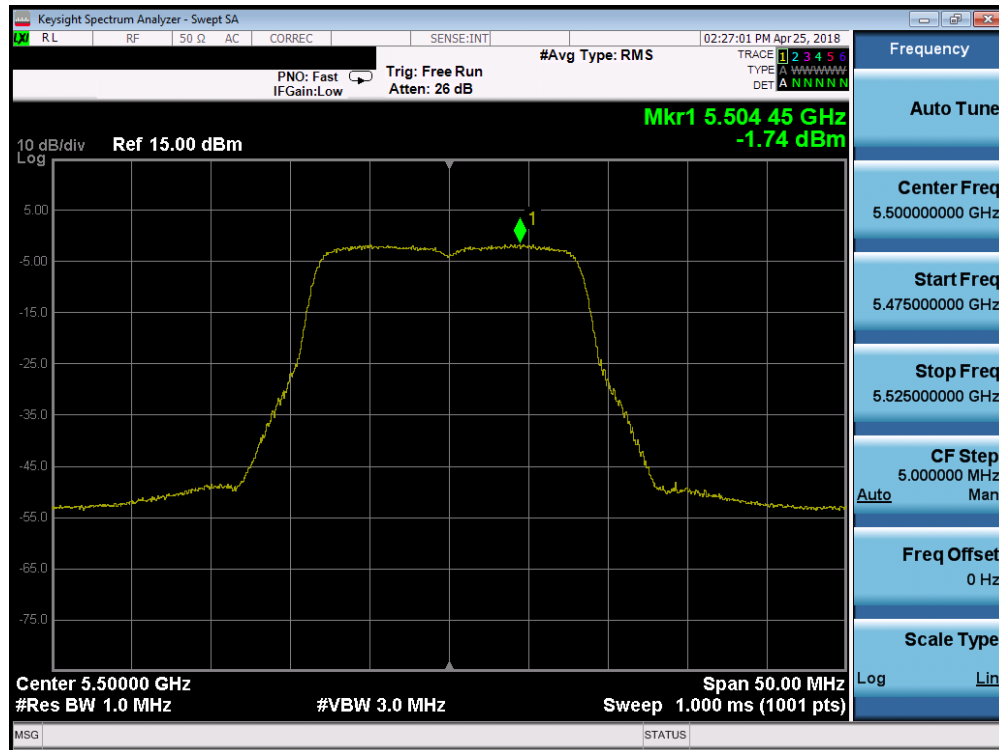 Keysight Spectrum Analyzer - Swept SA
LXI RL RF 50 Ω AC CORREC SENSE:INT 02:27:01 PM Apr 25, 2018
#Avg Type: RMS
TRACE 1 2 3 4 5 6
PNO: Fast Trig: Free Run
TYPE A WWWWW
IFGain:Low Atten: 26 dB
DET A N N N N N
Mkr1 5.504 45 GHz
-1.74 dBm
10 dB/div Ref 15.00 dBm
Log
1
5.00
-5.00
-15.0
-25.0
-35.0
-45.0
-55.0
-65.0
-75.0
Center 5.50000 GHz Span 50.00 MHz
#Res BW 1.0 MHz #VBW 3.0 MHz Sweep 1.000 ms (1001 pts)
MSG STATUS
Frequency
Auto Tune
Center Freq
5.500000000 GHz
Start Freq
5.475000000 GHz
Stop Freq
5.525000000 GHz
CF Step
5.000000 MHz
Auto Man
Freq Offset
0 Hz
Scale Type
Log Lin